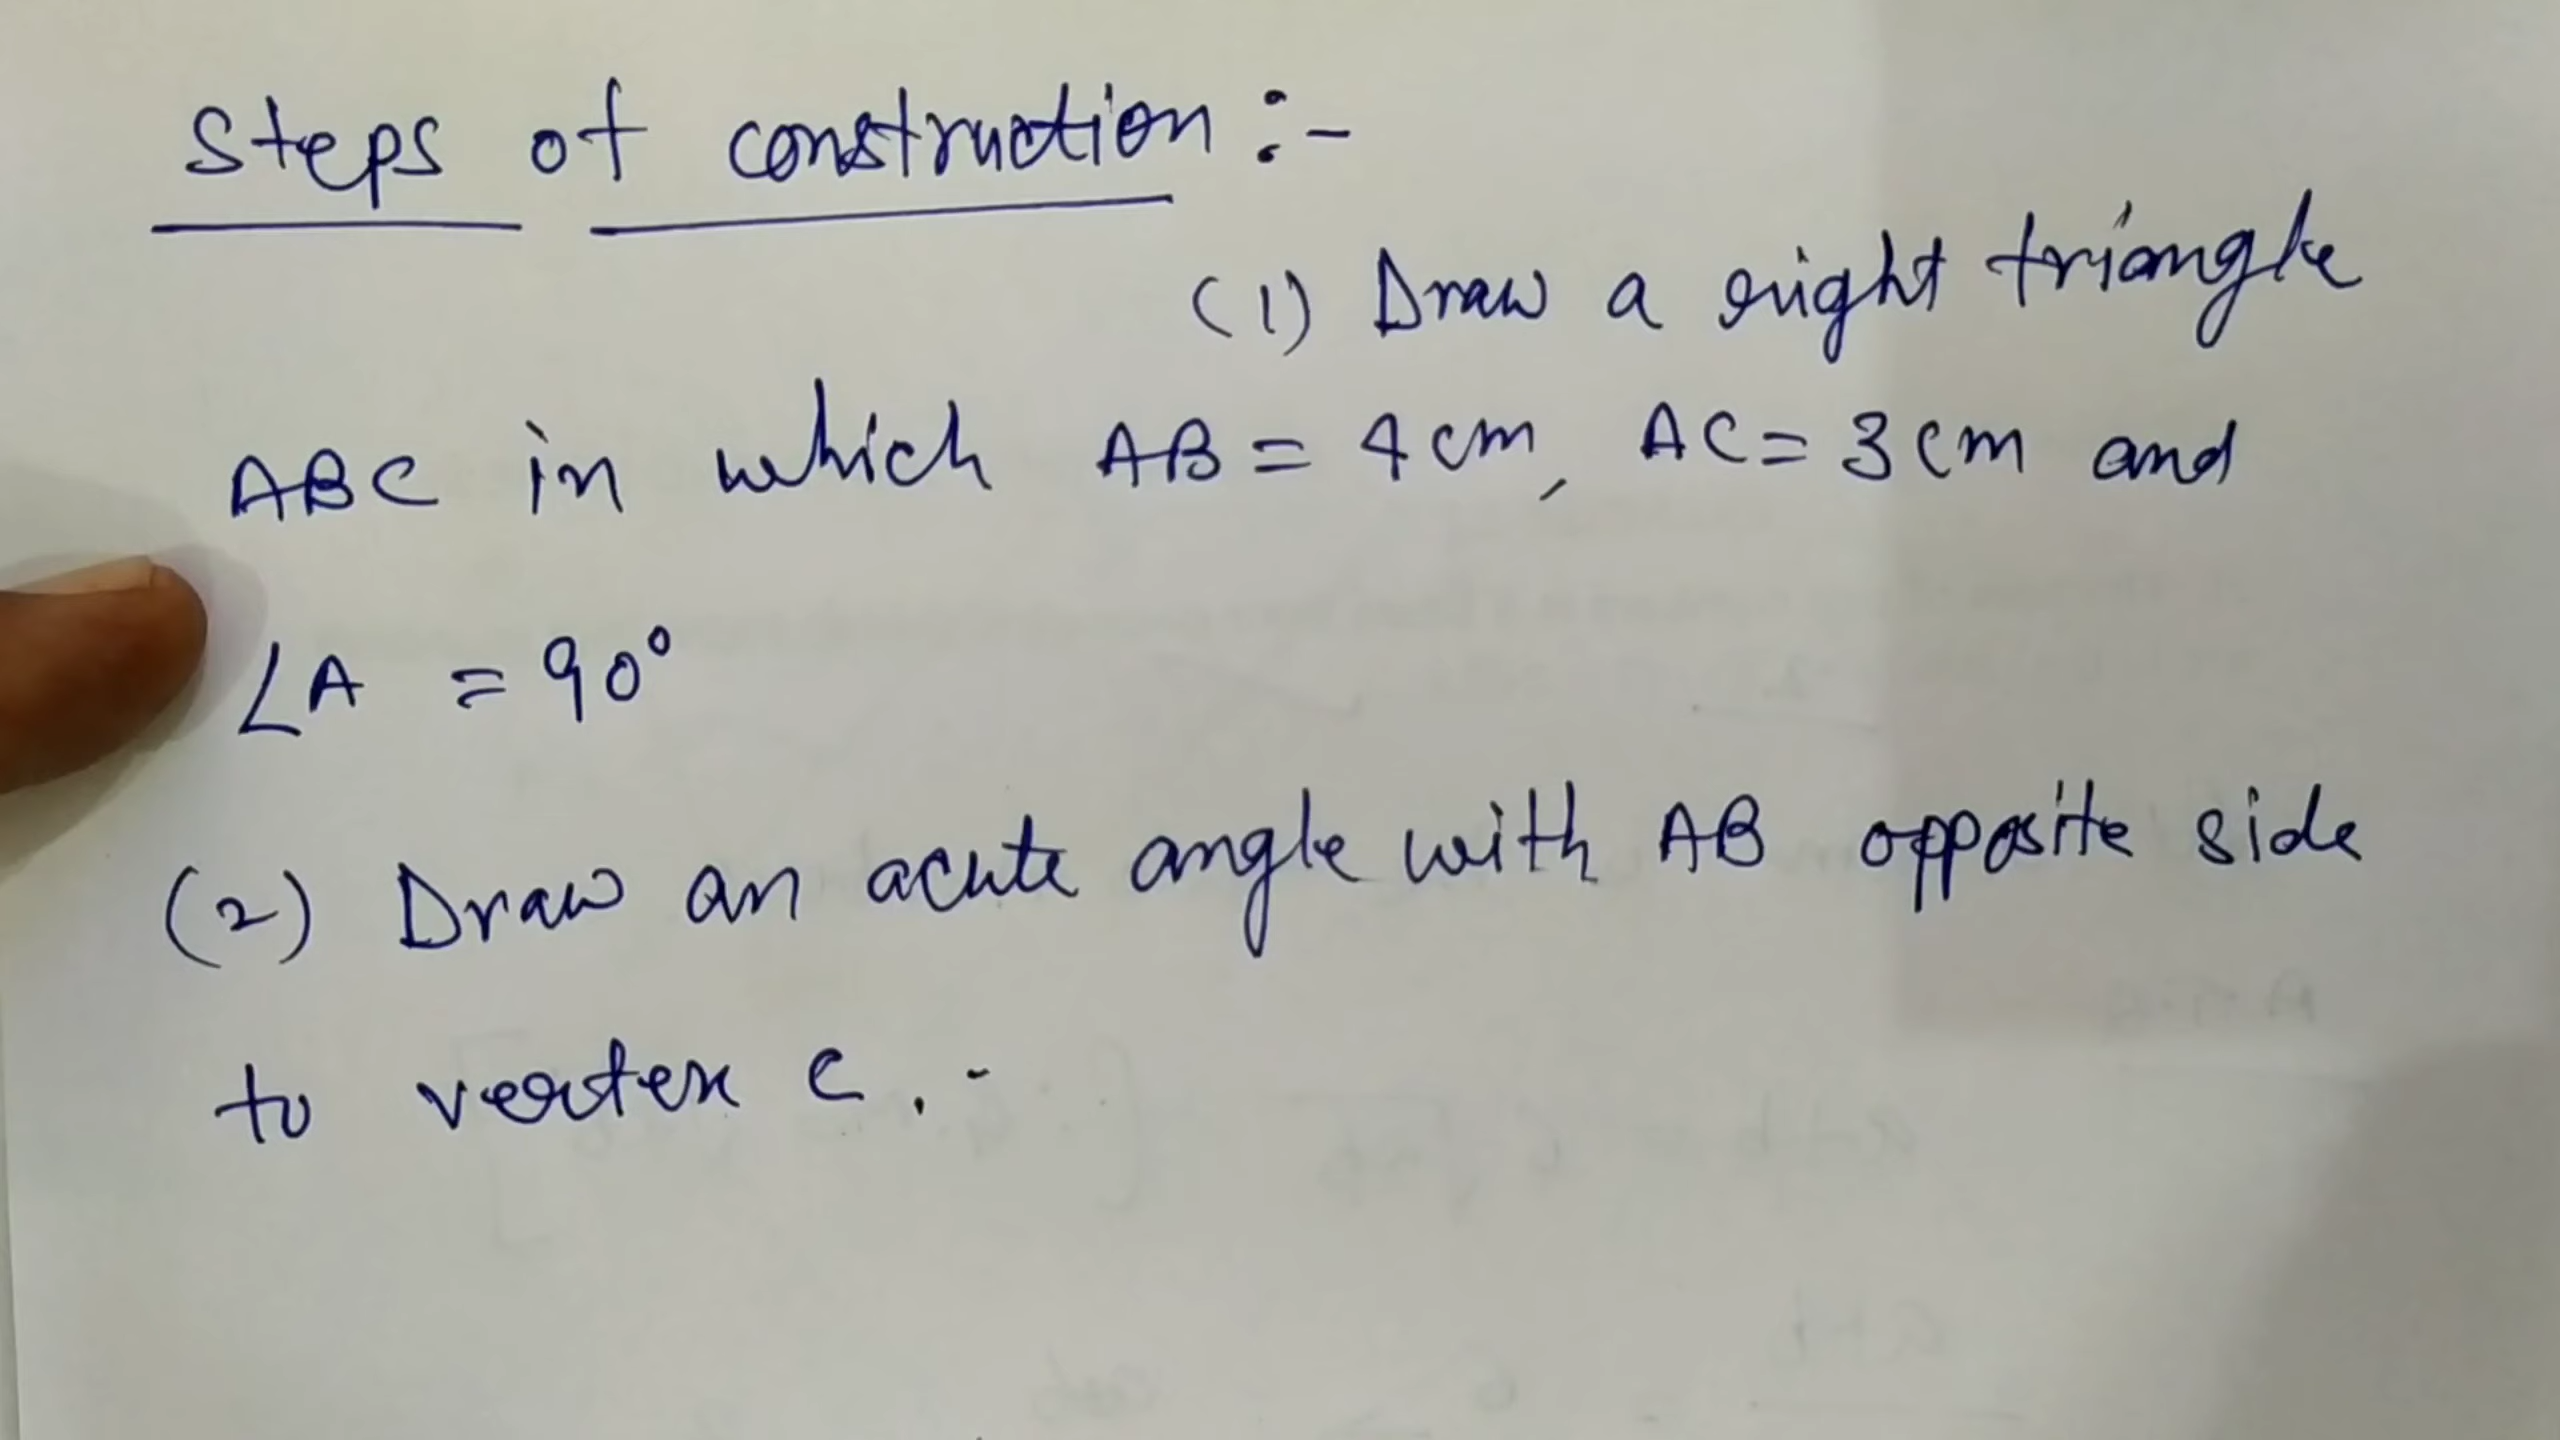 Steps of construction :-
(1) Draw a right triangle
ABC in which AB = 4 cm, AC = 3 cm and
∠A = 90°
(2) Draw an acute angle with AB opposite side
to vertex C.